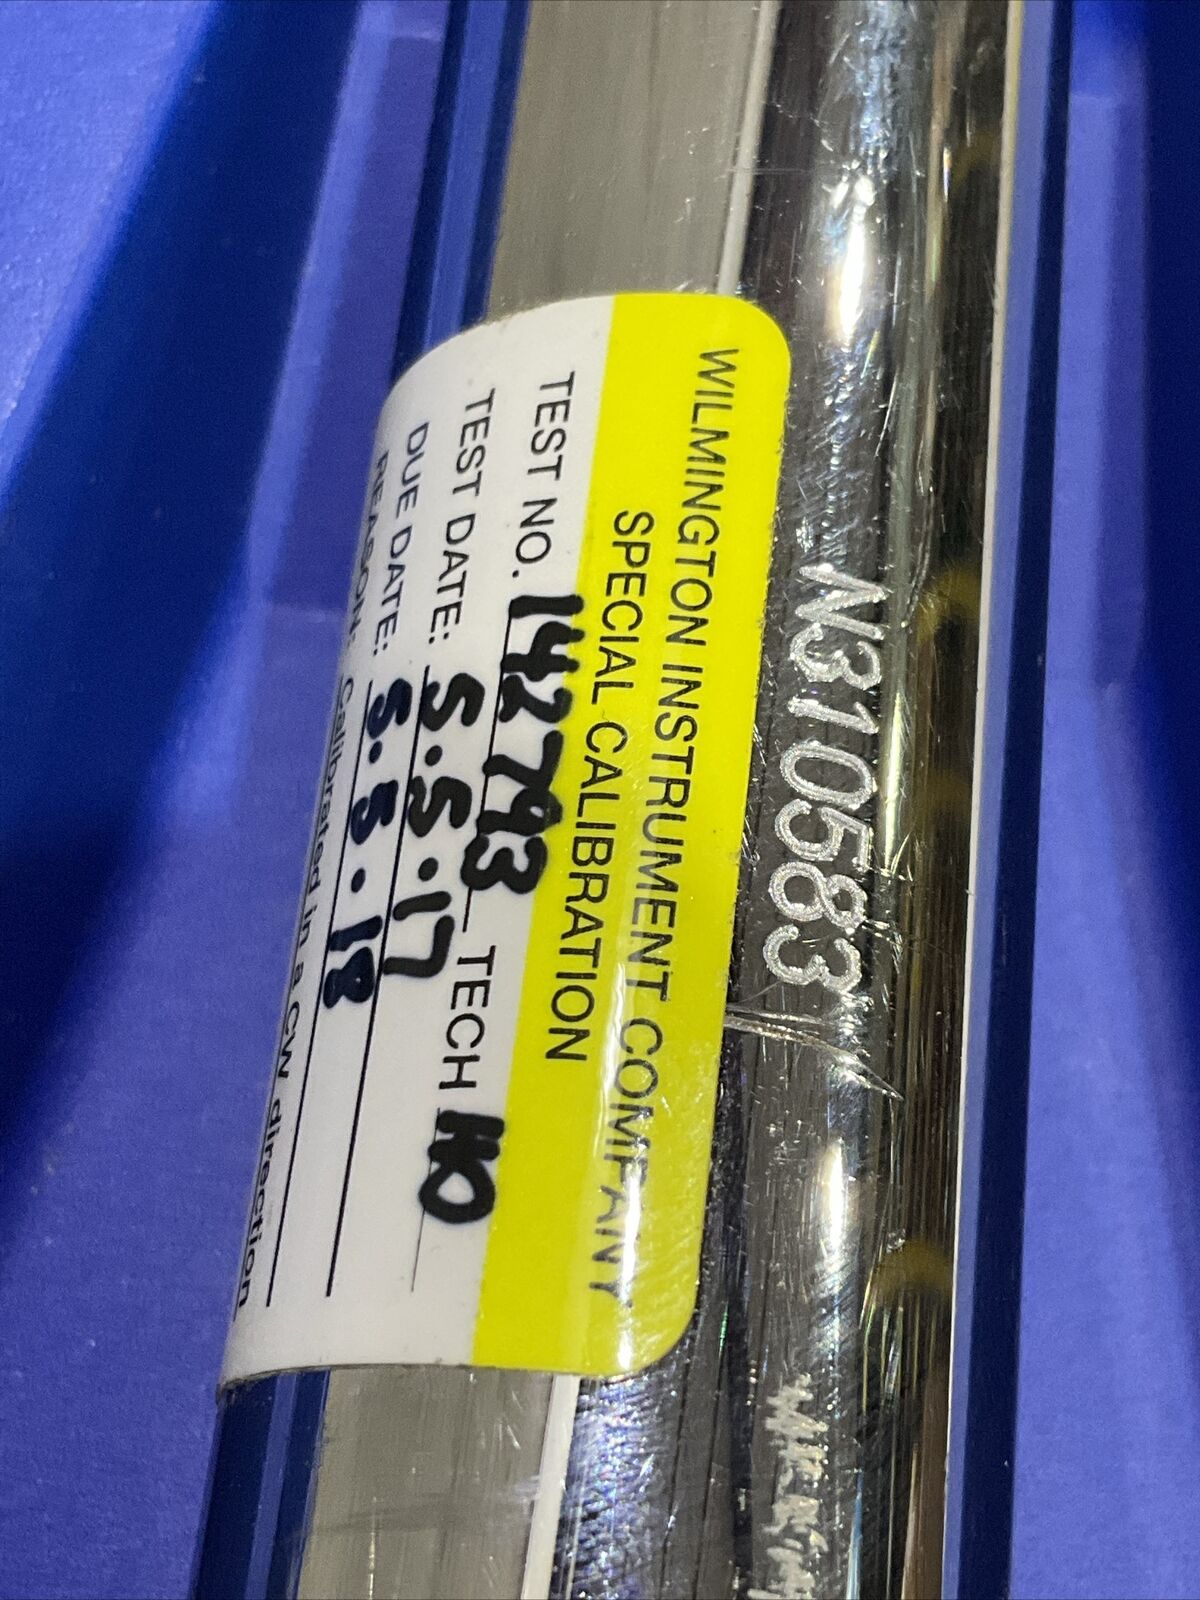 WILMINGTON INSTRUMENT COMPANY
SPECIAL CALIBRATION
TEST NO. 142793 TECH HO
TEST DATE: 5.5.17
DUE DATE: 5.5.18
REASON: Calibrated in a CW direction
N310583